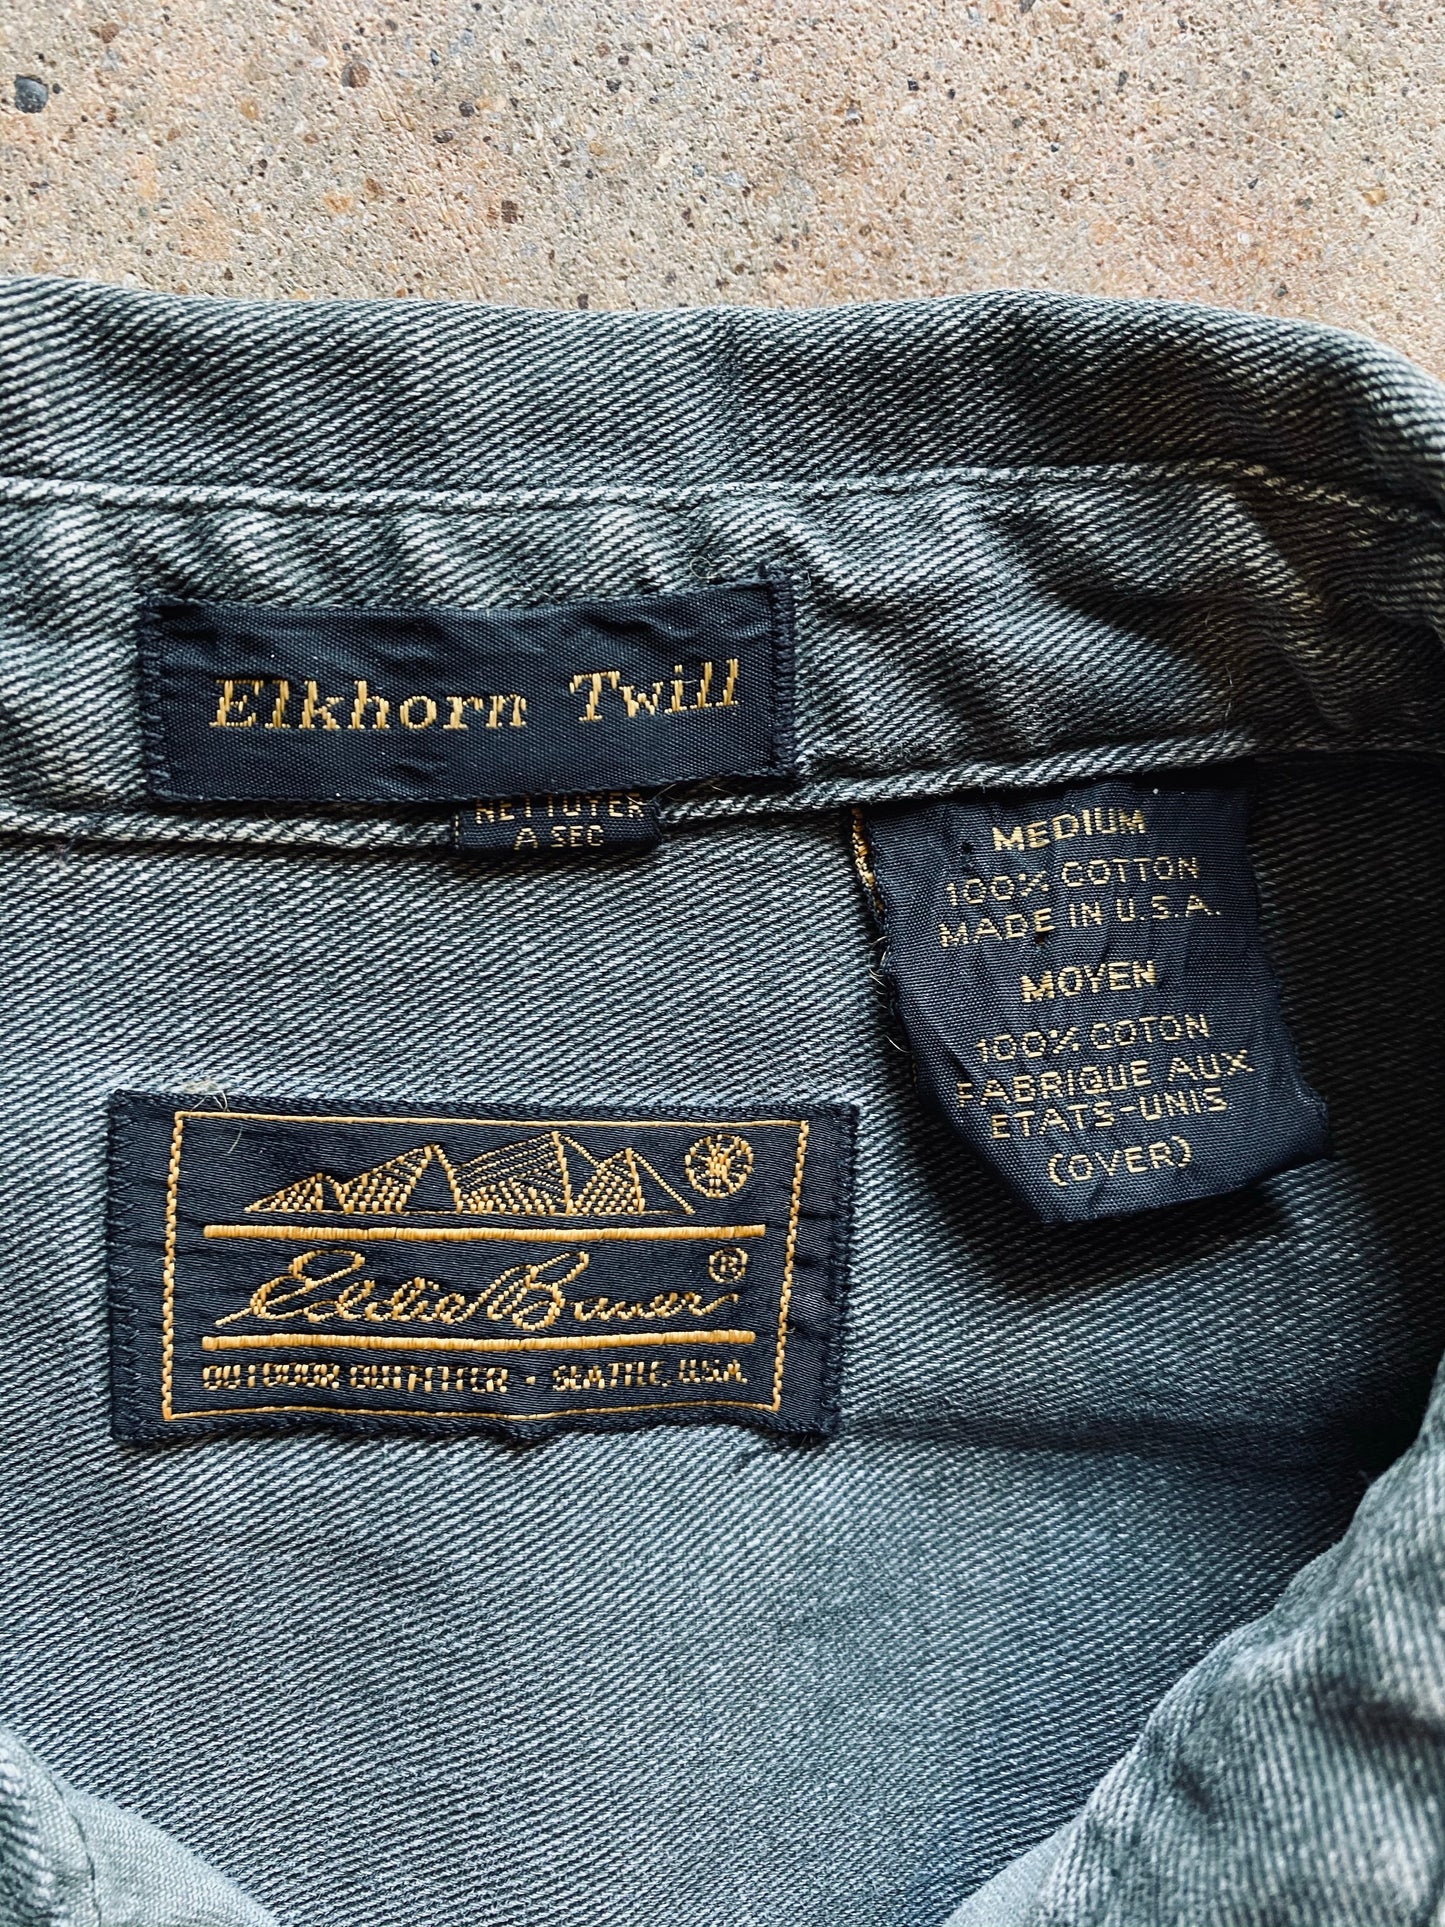 Elkhorn Twill
NETTOYER
A SEC
MEDIUM
100% COTTON
MADE IN U.S.A.
MOYEN
100% COTON
FABRIQUE AUX
ETATS-UNIS
(OVER)
Eddie Bauer ®
OUTDOOR OUTFITTER · SEATTLE, U.S.A.